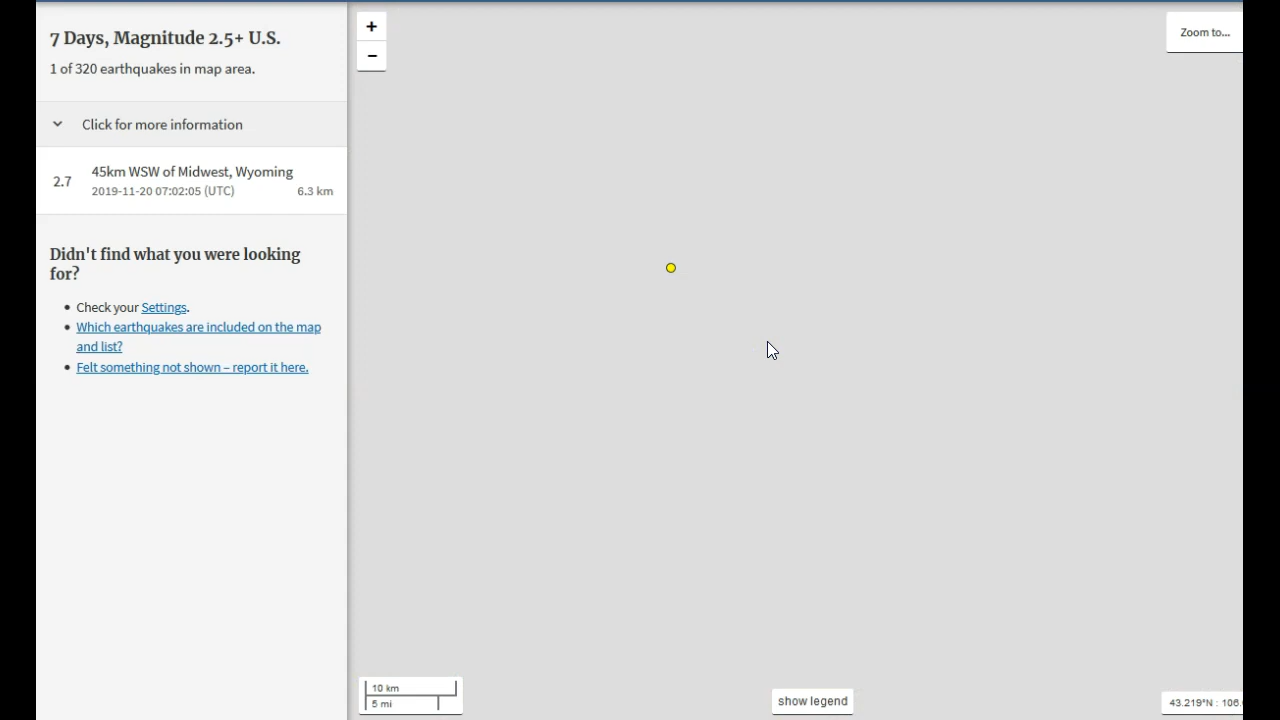 7 Days, Magnitude 2.5+ U.S.
1 of 320 earthquakes in map area.
Click for more information
2.7
45km WSW of Midwest, Wyoming
2019-11-20 07:02:05 (UTC)
6.3 km
Didn't find what you were looking
for?
Check your Settings.
Which earthquakes are included on the map
and list?
Felt something not shown – report it here.
+
−
Zoom to...
10 km
5 mi
show legend
43.219°N : 106.